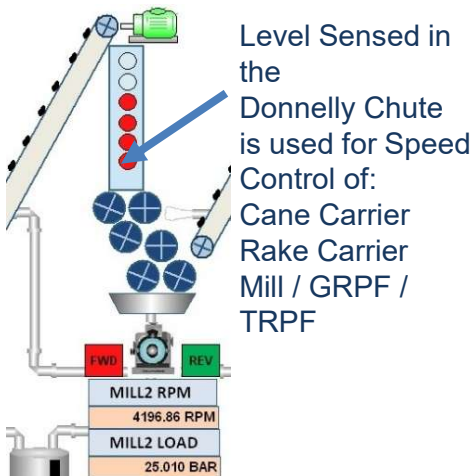 Level Sensed in
the
Donnelly Chute
is used for Speed
Control of:
Cane Carrier
Rake Carrier
Mill / GRPF /
TRPF
FWD
REV
MILL2 RPM
4196.86 RPM
MILL2 LOAD
25.010 BAR